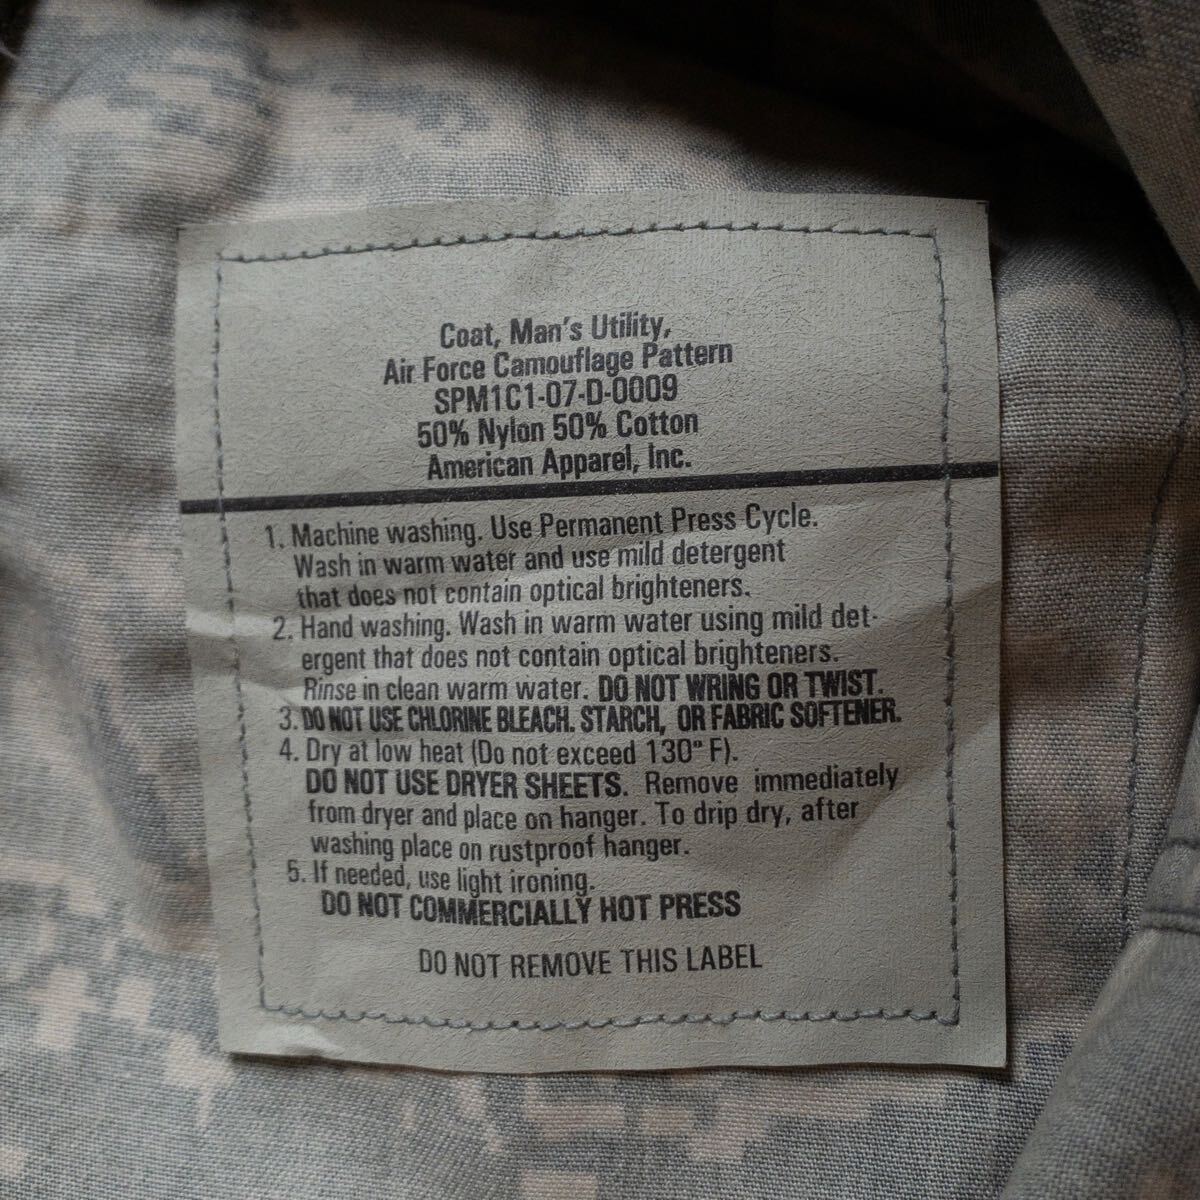 Coat, Man's Utility,
Air Force Camouflage Pattern
SPM1C1-07-D-0009
50% Nylon 50% Cotton
American Apparel, Inc.
1. Machine washing. Use Permanent Press Cycle.
Wash in warm water and use mild detergent
that does not contain optical brighteners.
2. Hand washing. Wash in warm water using mild det-
ergent that does not contain optical brighteners.
Rinse in clean warm water. DO NOT WRING OR TWIST.
3. DO NOT USE CHLORINE BLEACH. STARCH, OR FABRIC SOFTENER.
4. Dry at low heat (Do not exceed 130° F).
DO NOT USE DRYER SHEETS. Remove immediately
from dryer and place on hanger. To drip dry, after
washing place on rustproof hanger.
5. If needed, use light ironing.
DO NOT COMMERCIALLY HOT PRESS
DO NOT REMOVE THIS LABEL